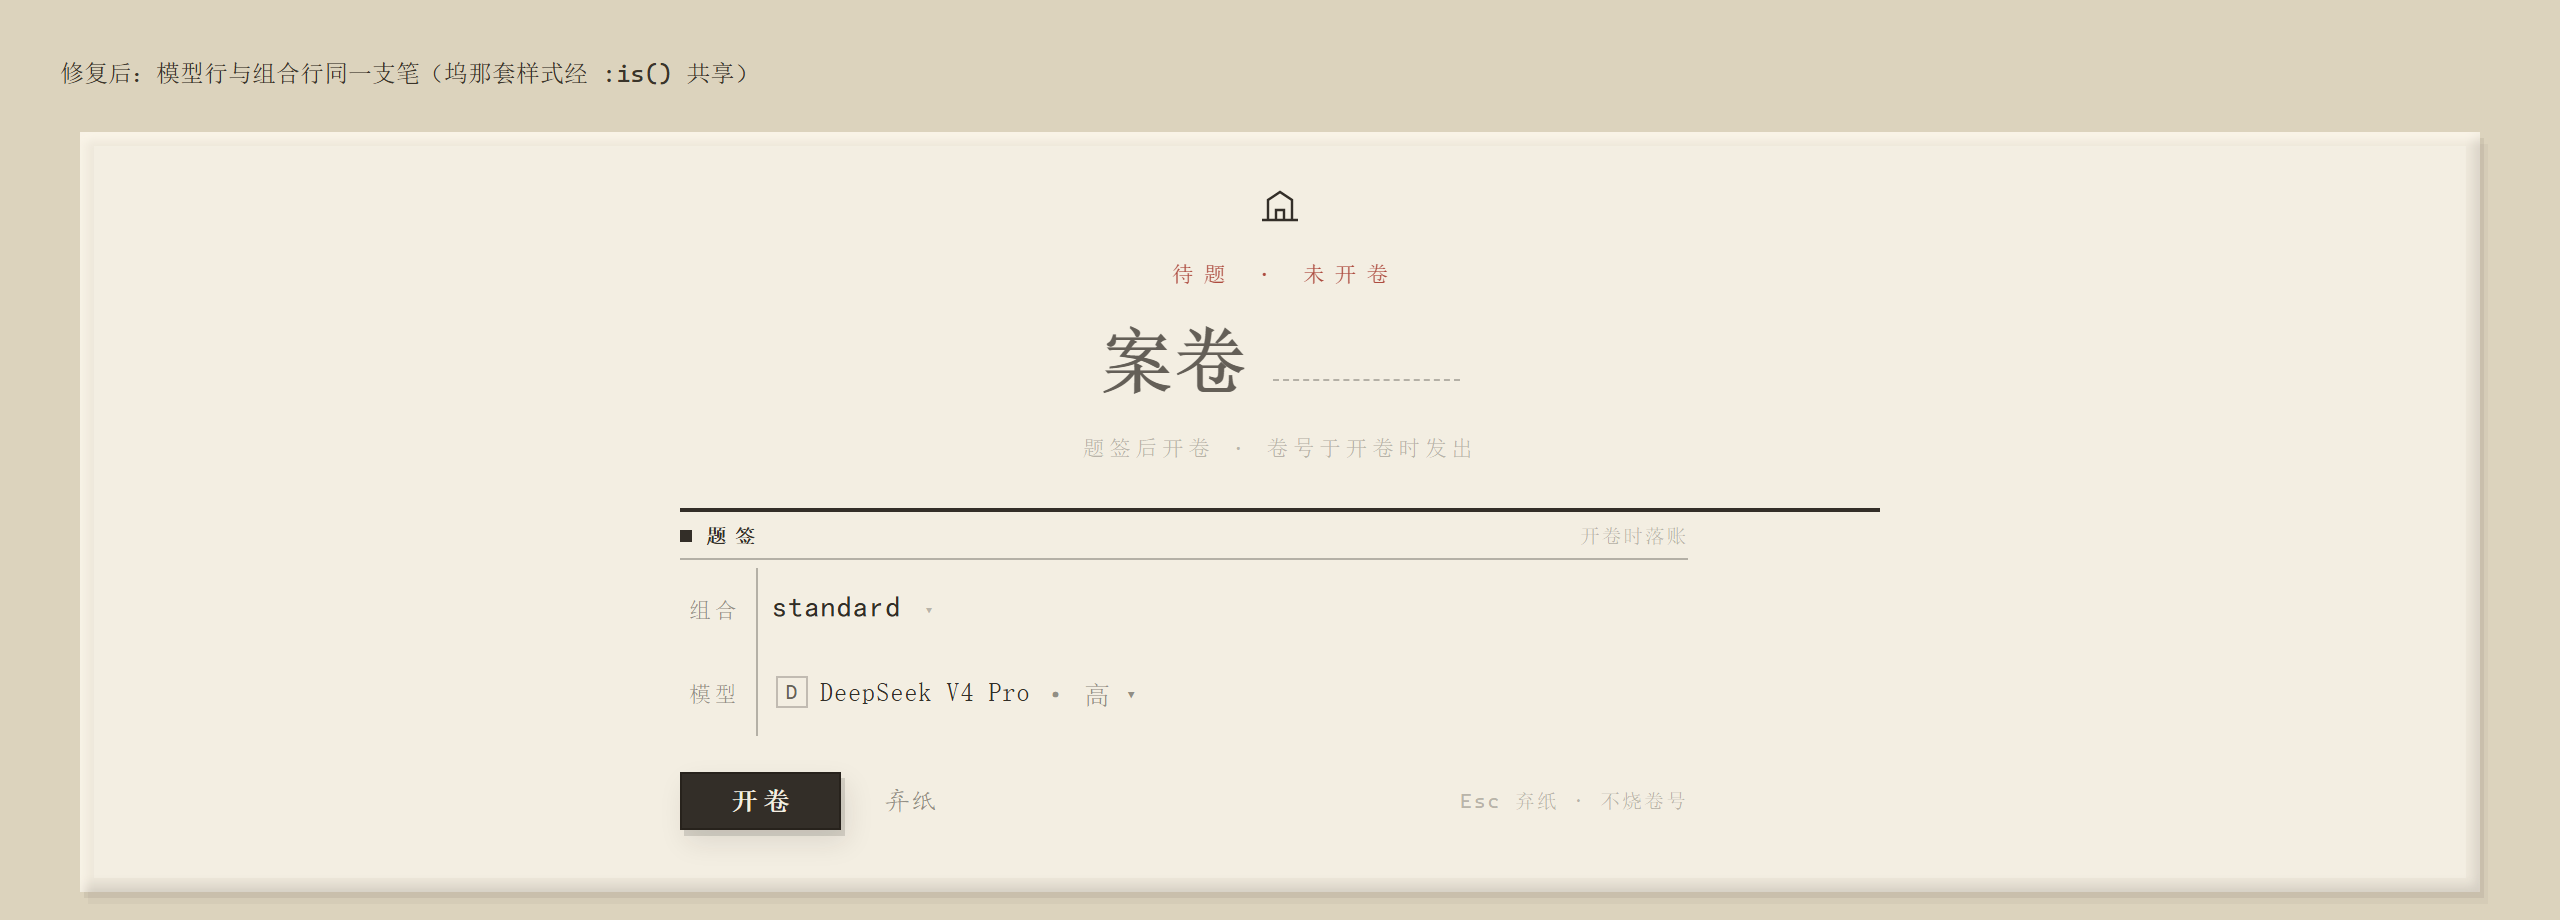 修复后：模型行与组合行同一支笔（坞那套样式经 :is() 共享）
待题 · 未开卷
案卷
题签后开卷 · 卷号于开卷时发出
■ 题签 开卷时落账
组合 standard ▾
模型 D DeepSeek V4 Pro • 高 ▾
开卷 弃纸 Esc 弃纸 · 不烧卷号